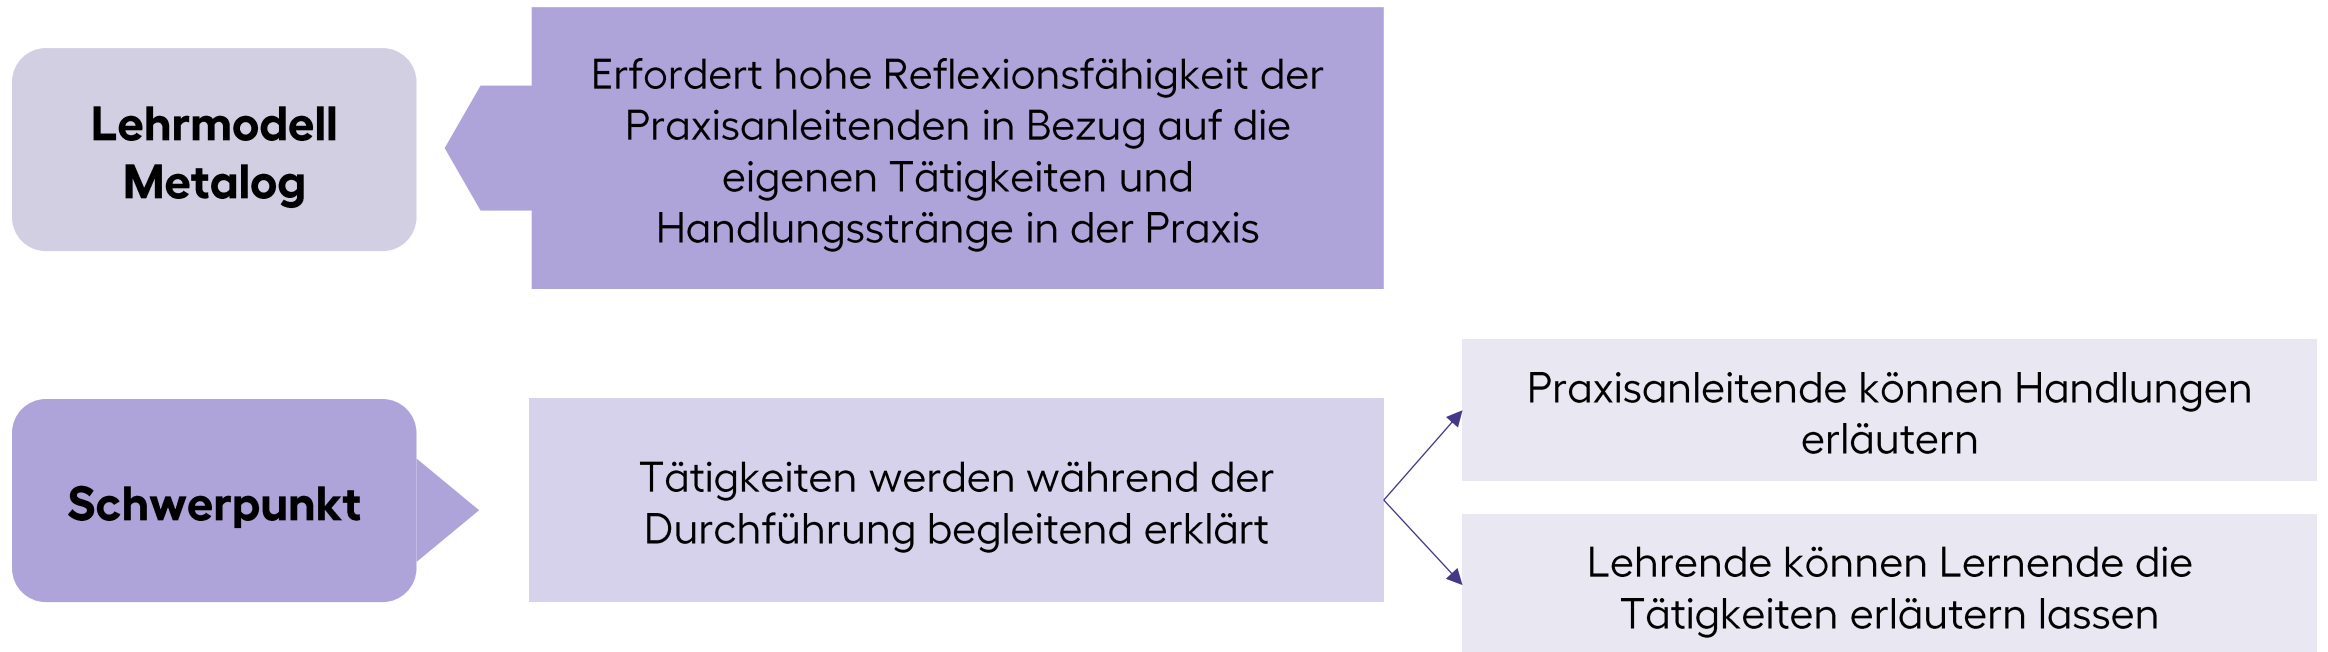 Lehrmodell
Metalog
Erfordert hohe Reflexionsfähigkeit der
Praxisanleitenden in Bezug auf die
eigenen Tätigkeiten und
Handlungsstränge in der Praxis
Schwerpunkt
Tätigkeiten werden während der
Durchführung begleitend erklärt
Praxisanleitende können Handlungen
erläutern
Lehrende können Lernende die
Tätigkeiten erläutern lassen